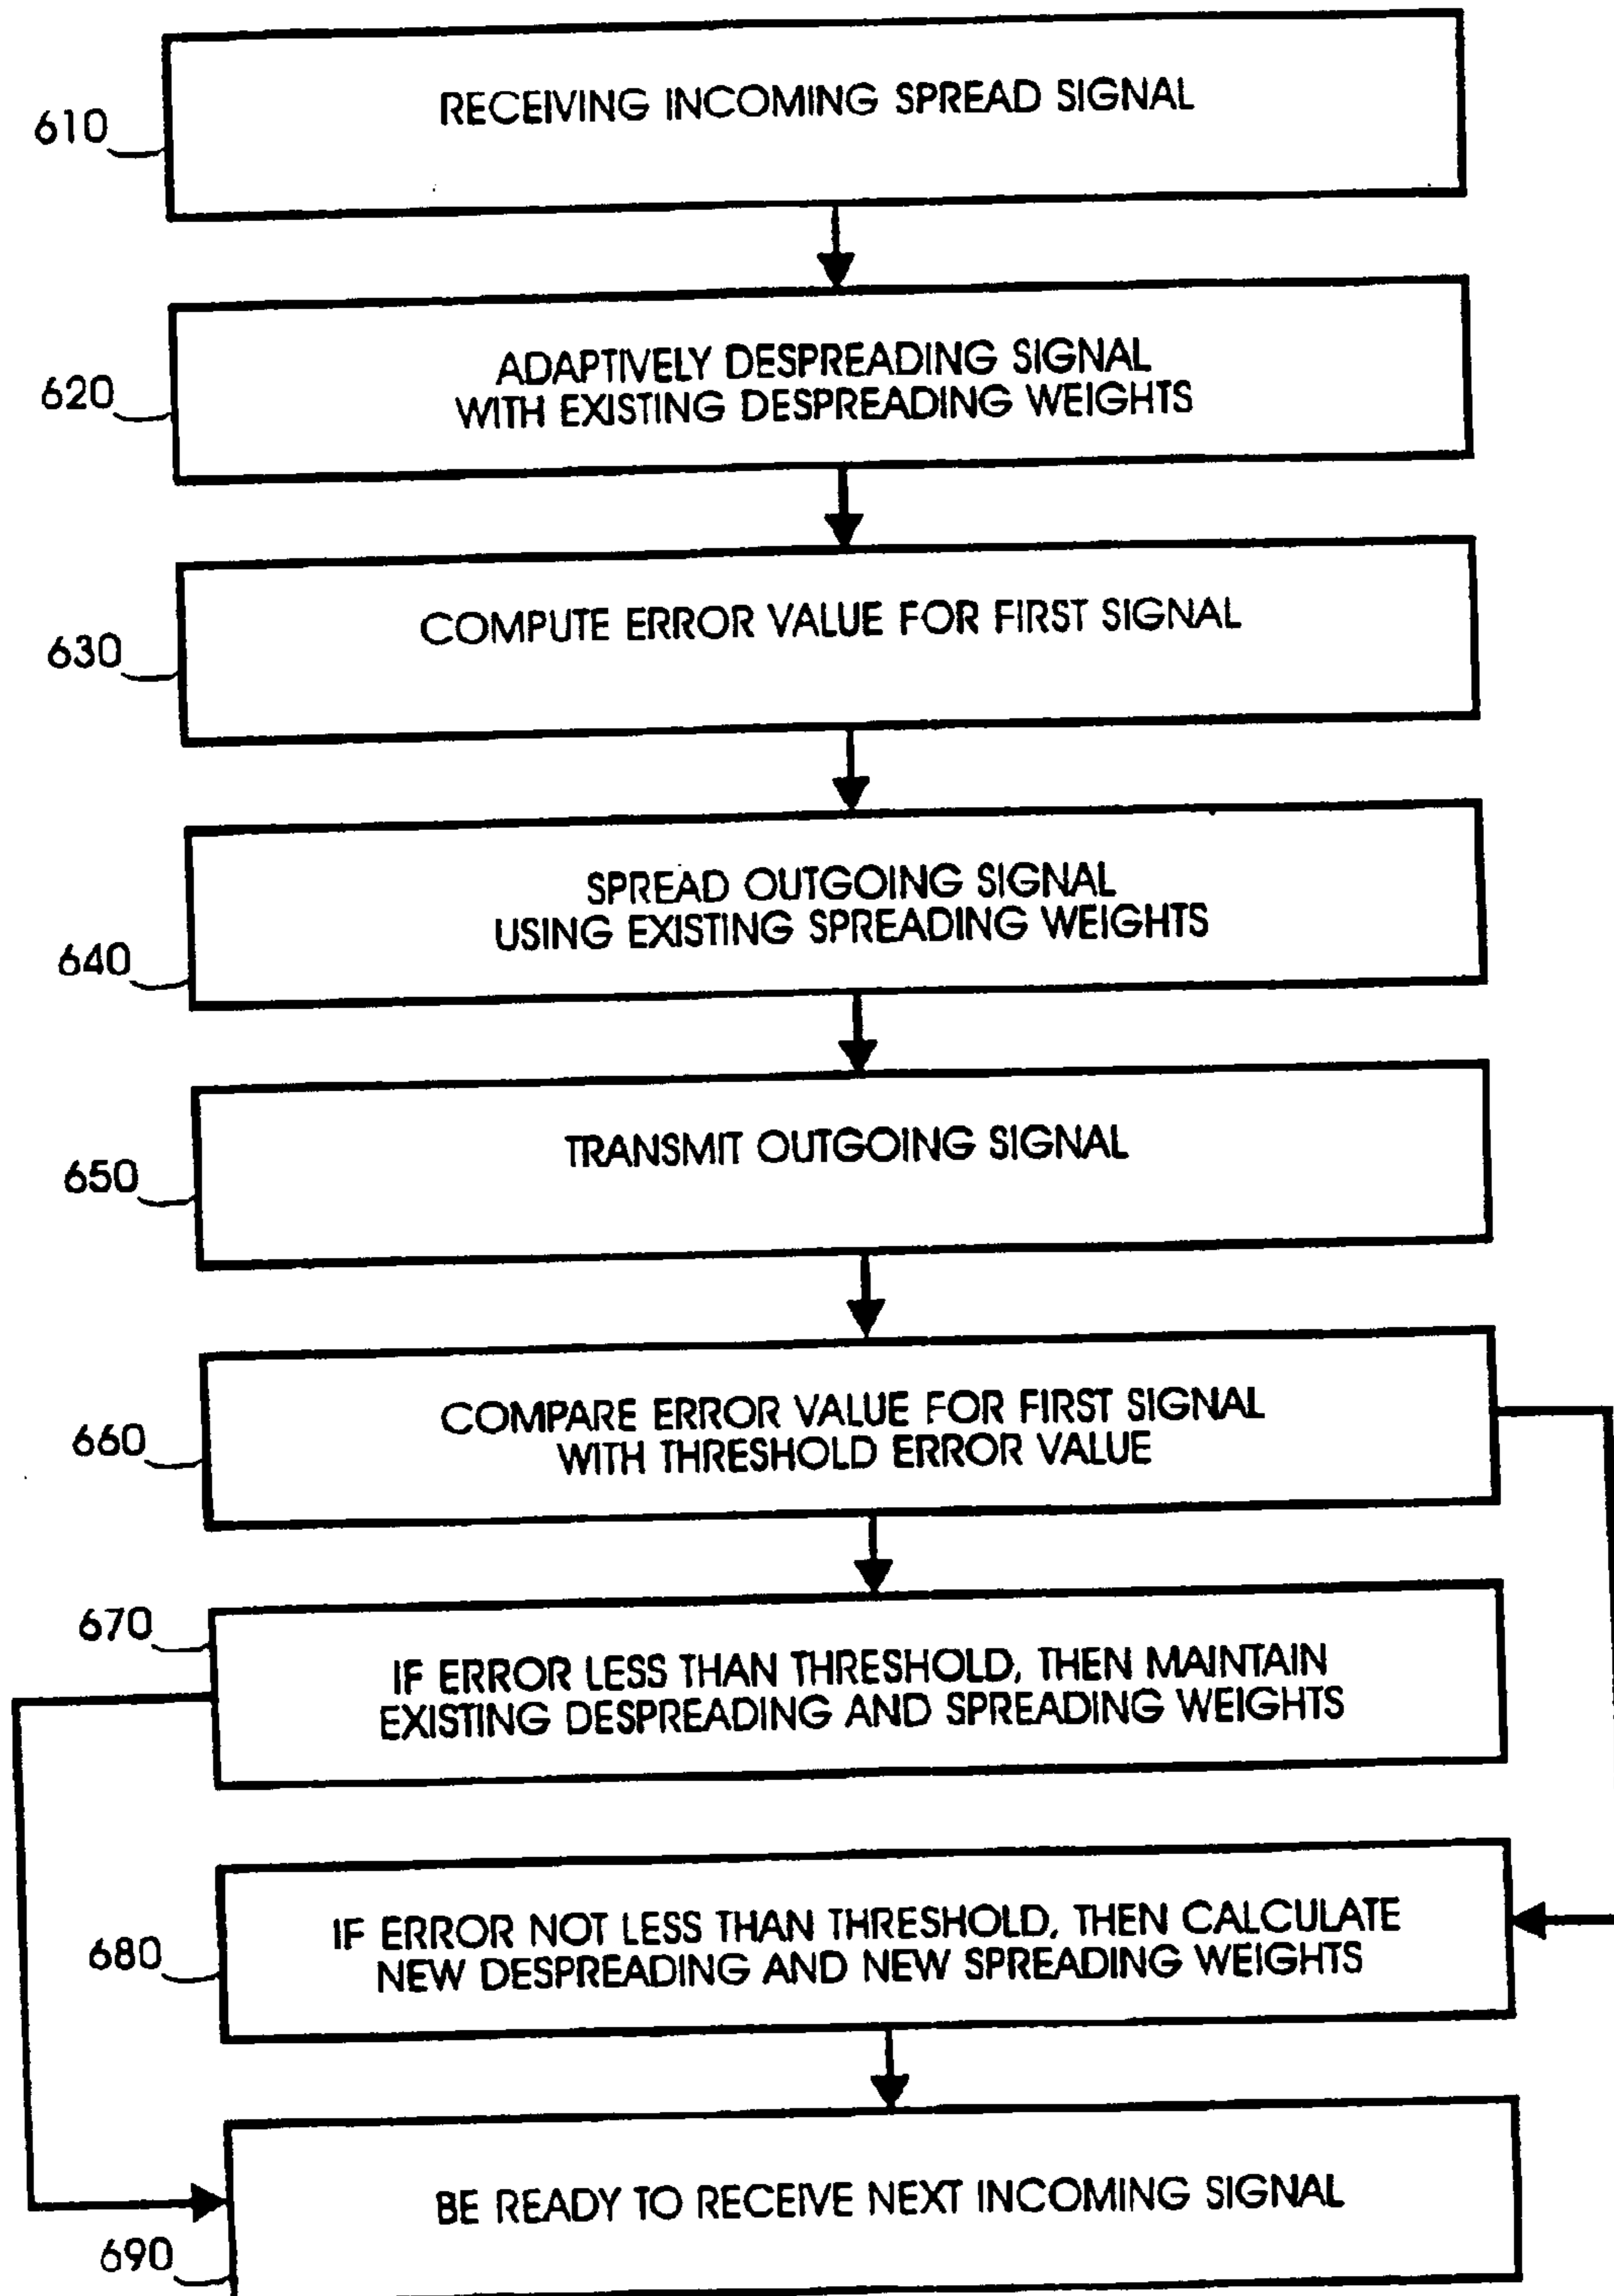 RECEIVING INCOMING SPREAD SIGNAL
610
ADAPTIVELY DESPREADING SIGNAL
WITH EXISTING DESPREADING WEIGHTS
620
COMPUTE ERROR VALUE FOR FIRST SIGNAL
630
SPREAD OUTGOING SIGNAL
USING EXISTING SPREADING WEIGHTS
640
TRANSMIT OUTGOING SIGNAL
650
COMPARE ERROR VALUE FOR FIRST SIGNAL
WITH THRESHOLD ERROR VALUE
660
670
IF ERROR LESS THAN THRESHOLD, THEN MAINTAIN
EXISTING DESPREADING AND SPREADING WEIGHTS
IF ERROR NOT LESS THAN THRESHOLD, THEN CALCULATE
NEW DESPREADING AND NEW SPREADING WEIGHTS
680
BE READY TO RECEIVE NEXT INCOMING SIGNAL
690